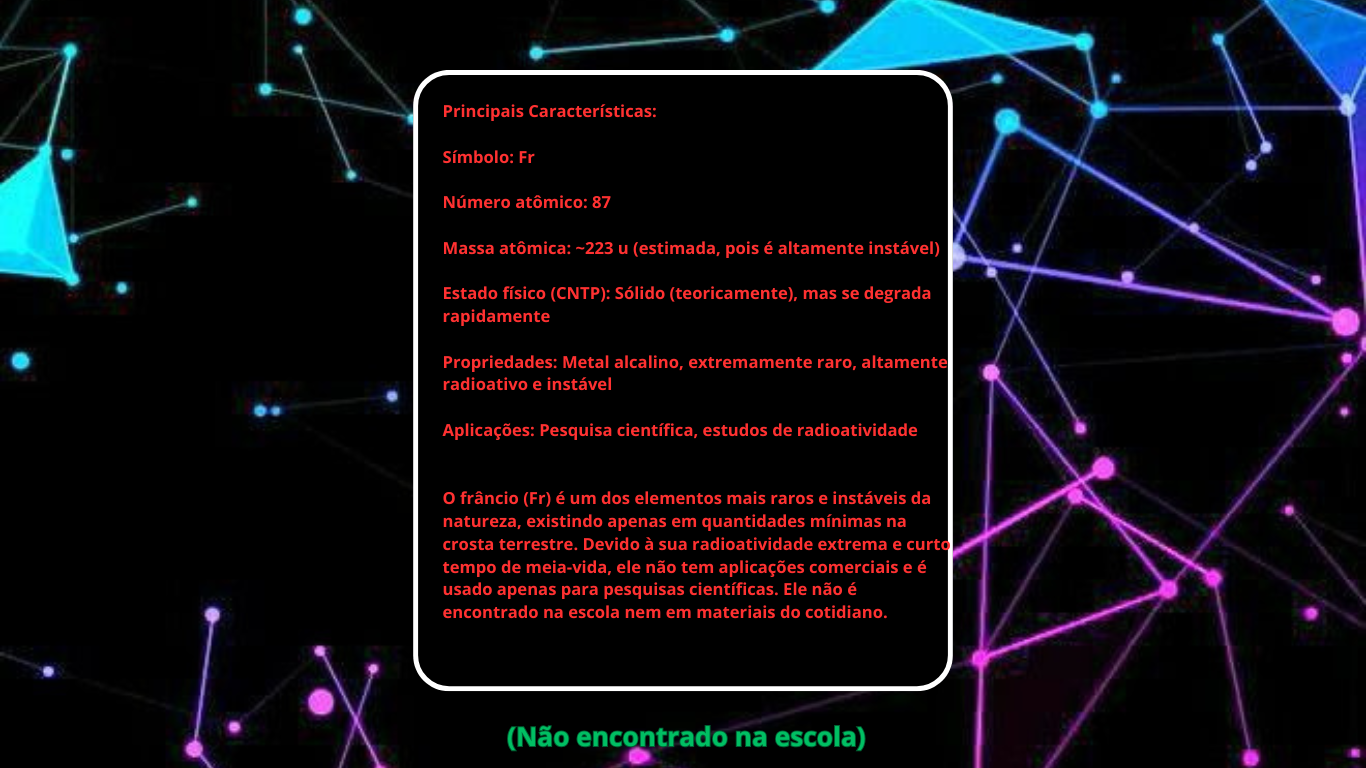 Principais Características:
Símbolo: Fr
Número atômico: 87
Massa atômica: ~223 u (estimada, pois é altamente instável)
Estado físico (CNTP): Sólido (teoricamente), mas se degrada
rapidamente
Propriedades: Metal alcalino, extremamente raro, altamente
radioativo e instável
Aplicações: Pesquisa científica, estudos de radioatividade
O frâncio (Fr) é um dos elementos mais raros e instáveis da
natureza, existindo apenas em quantidades mínimas na
crosta terrestre. Devido à sua radioatividade extrema e curto
tempo de meia-vida, ele não tem aplicações comerciais e é
usado apenas para pesquisas científicas. Ele não é
encontrado na escola nem em materiais do cotidiano.
(Não encontrado na escola)